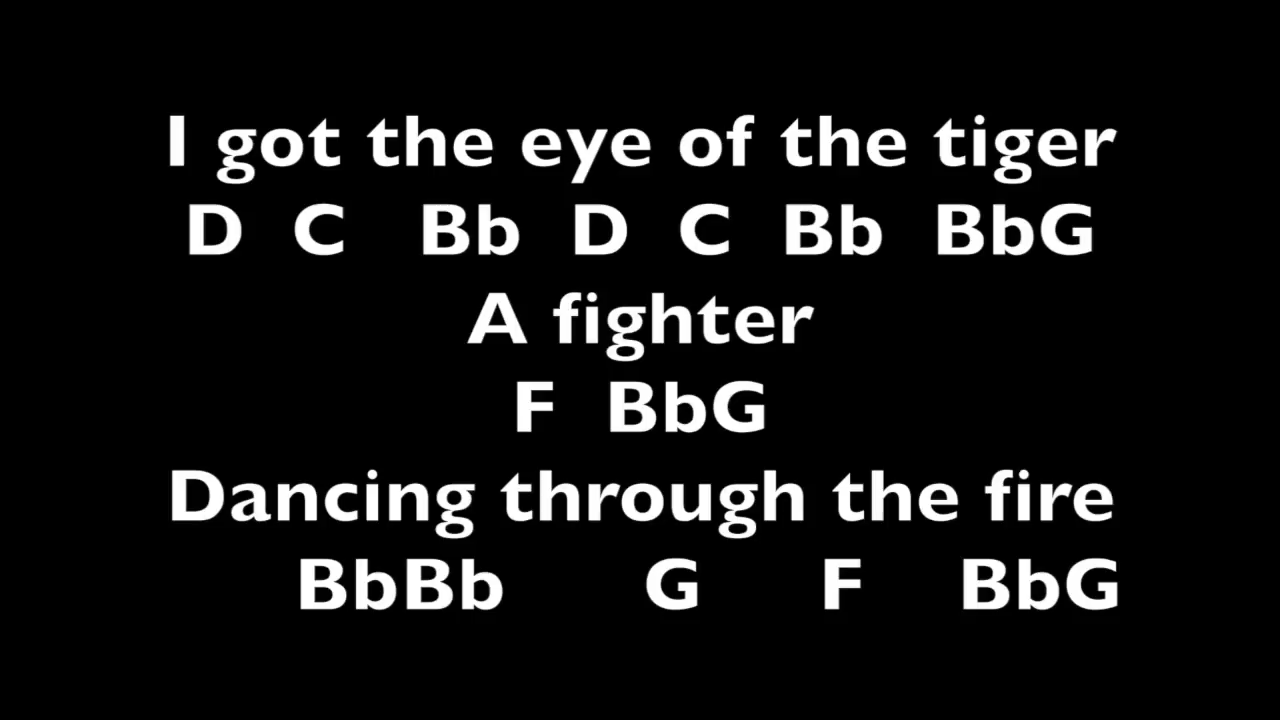 I got the eye of the tiger
D C Bb D C Bb BbG
A fighter
F BbG
Dancing through the fire
BbBb G F BbG